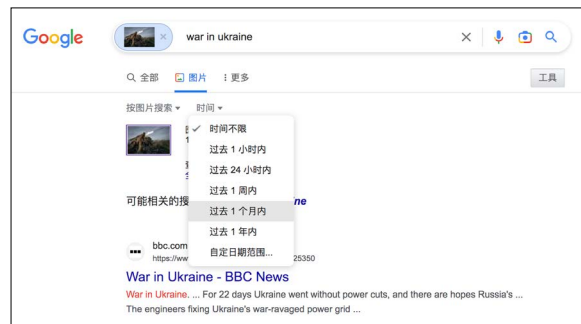 Google
war in ukraine
全部 图片 更多
工具
按图片搜索 时间
时间不限
过去 1 小时内
过去 24 小时内
过去 1 周内
可能相关的搜
ne
过去 1 个月内
过去 1 年内
自定日期范围...
bbc.com
https://ww
25350
War in Ukraine - BBC News
War in Ukraine. ... For 22 days Ukraine went without power cuts, and there are hopes Russia's ...
The engineers fixing Ukraine's war-ravaged power grid ...